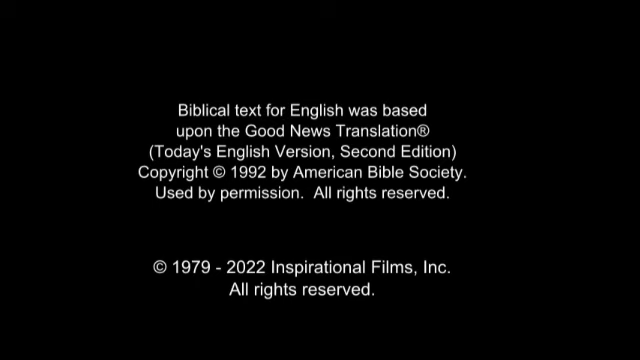 Biblical text for English was based
upon the Good News Translation®
(Today's English Version, Second Edition)
Copyright © 1992 by American Bible Society.
Used by permission.  All rights reserved.
© 1979 - 2022 Inspirational Films, Inc.
All rights reserved.